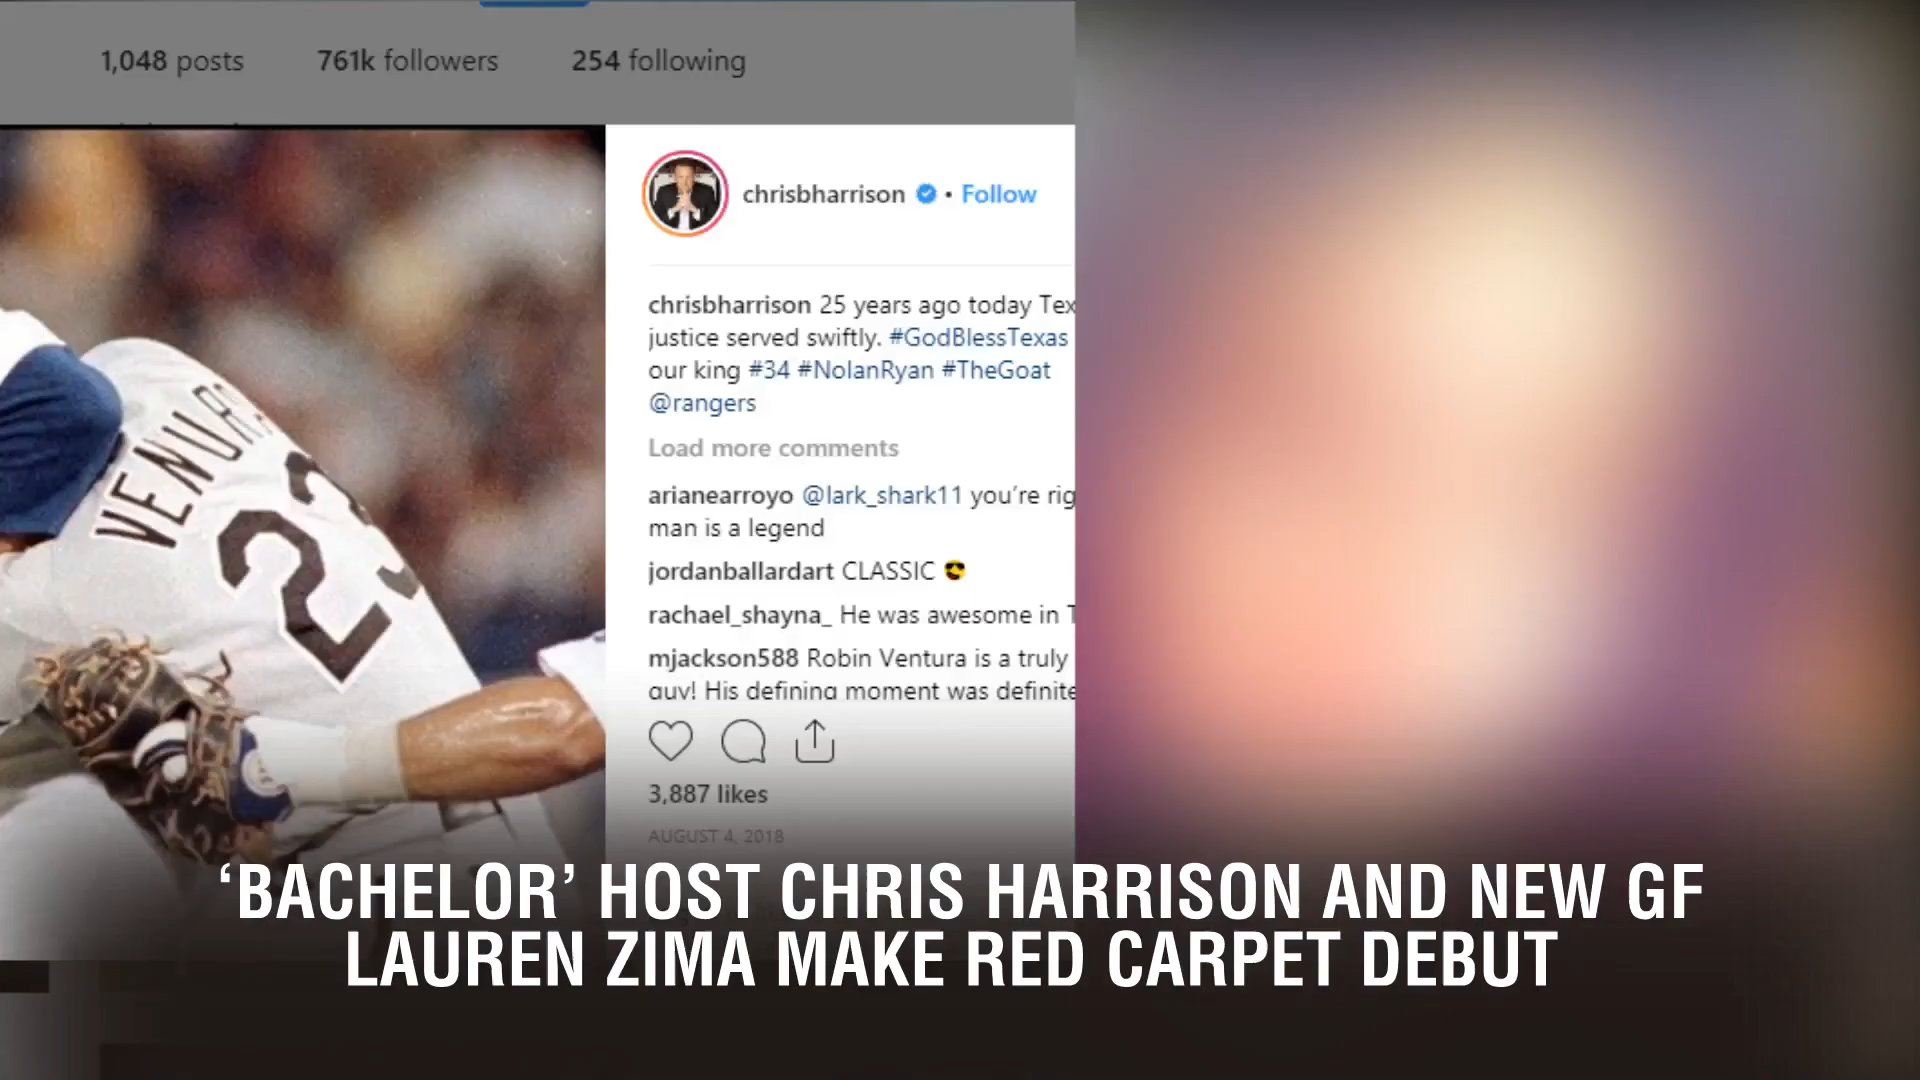 1,048 posts 761k followers 254 following
chrisbharrison • Follow
chrisbharrison 25 years ago today Tex
justice served swiftly. #GodBlessTexas
our king #34 #NolanRyan #TheGoat
@rangers
Load more comments
arianearroyo @lark_shark11 you're rig
man is a legend
jordanballardart CLASSIC 😎
rachael_shayna_ He was awesome in T
mjackson588 Robin Ventura is a truly
guy! His defining moment was definite
3,887 likes
AUGUST 4, 2018
VENTURA
23
‘BACHELOR’ HOST CHRIS HARRISON AND NEW GF
LAUREN ZIMA MAKE RED CARPET DEBUT